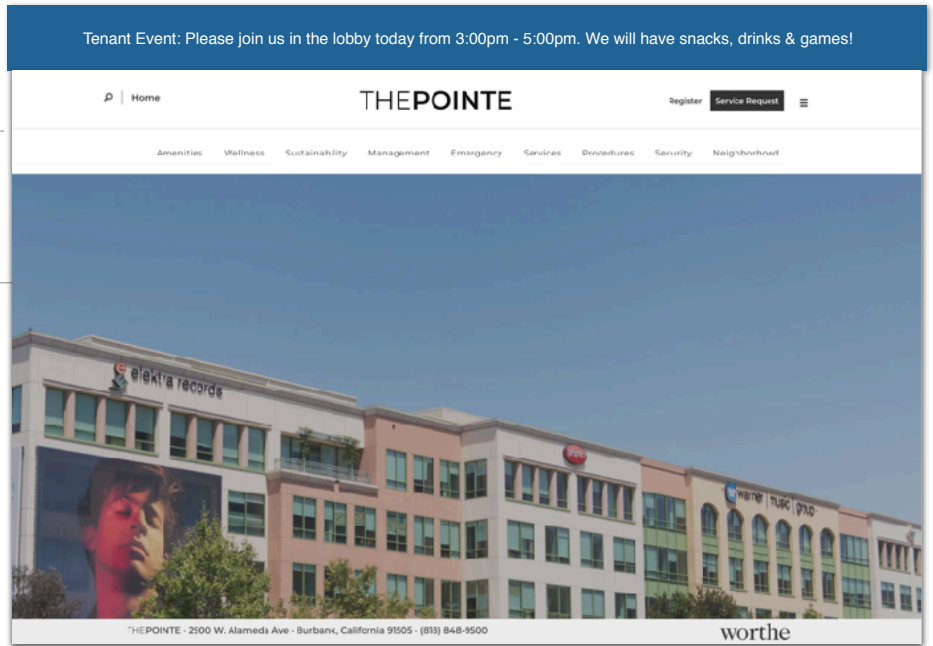 Tenant Event: Please join us in the lobby today from 3:00pm - 5:00pm. We will have snacks, drinks & games!
Home
THEPOINTE
Register
Service Request
Amenities Wellness Sustainability Management Emergency Services Procedures Security Neighborhood
elektra records
warner | music | group
THEPOINTE - 2900 W. Alameda Ave - Burbank, California 91505 - (818) 848-9500
worthe